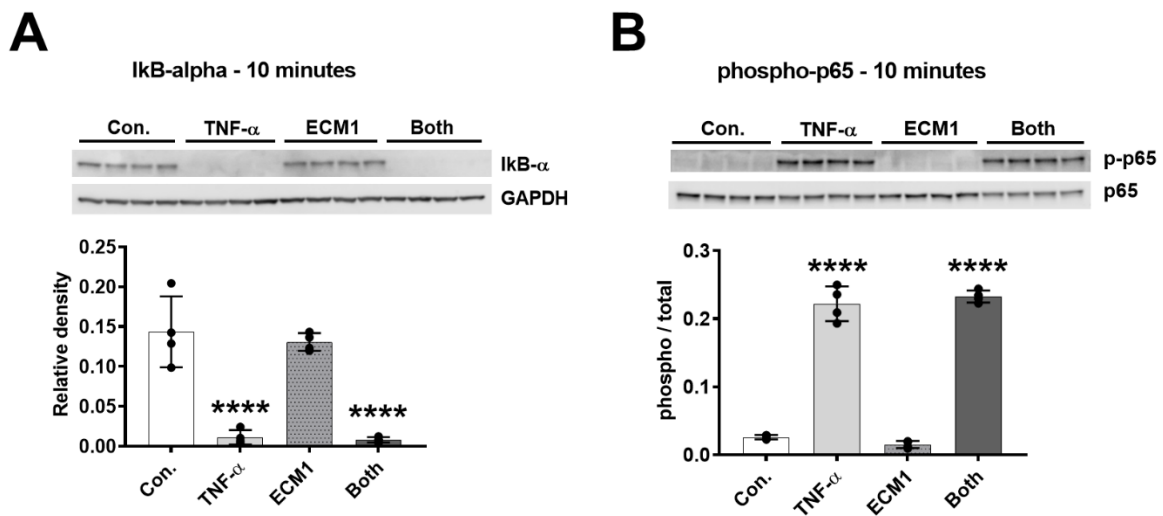 A
IkB-alpha - 10 minutes
Con. TNF-α ECM1 Both
IkB-α
GAPDH
Relative density
0.25
0.20
0.15
0.10
0.05
0.00
****
****
Con. TNF-α ECM1 Both
B
phospho-p65 - 10 minutes
Con. TNF-α ECM1 Both
p-p65
p65
phospho / total
0.3
0.2
0.1
0.0
****
****
Con. TNF-α ECM1 Both